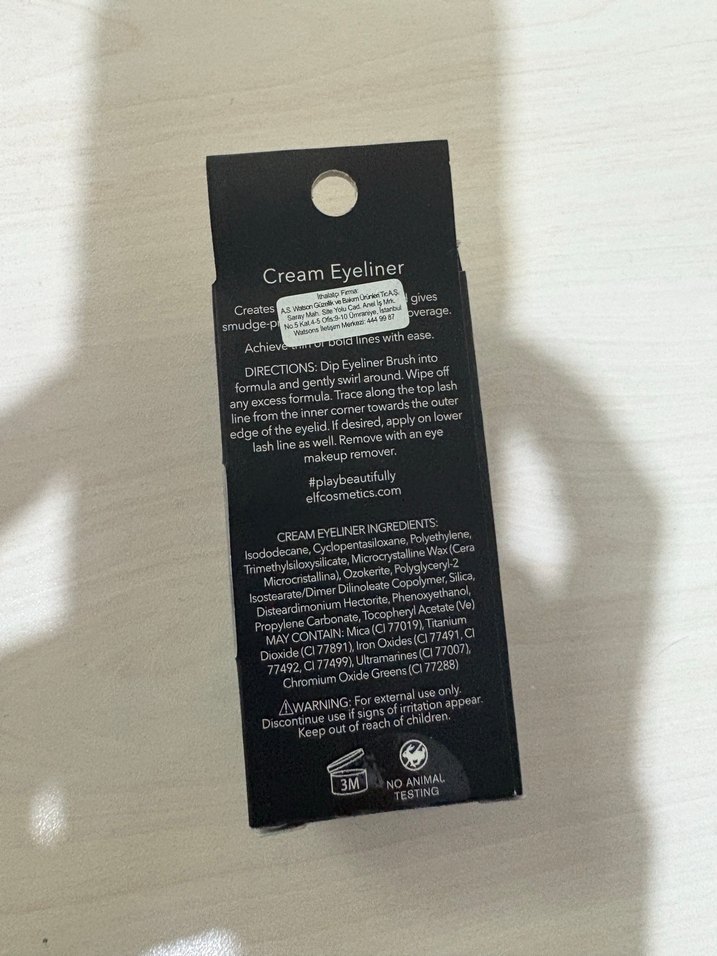 Cream Eyeliner
Creates gives
İthalatçı Firma:
A.S. Watson Güzellik ve Bakım Ürünleri Tic.A.Ş.
Saray Mah. Site Yolu Cad. Anel İş Mrk.
No.5 Kat.4-5 Ofis:9-10 Ümraniye, İstanbul
Watsons İletişim Merkezi: 444 99 87
Achieve or bold lines with ease.
DIRECTIONS: Dip Eyeliner Brush into
formula and gently swirl around. Wipe off
any excess formula. Trace along the top lash
line from the inner corner towards the outer
edge of the eyelid. If desired, apply on lower
lash line as well. Remove with an eye
makeup remover.
#playbeautifully
elfcosmetics.com
CREAM EYELINER INGREDIENTS:
Isododecane, Cyclopentasiloxane, Polyethylene,
Trimethylsiloxysilicate, Microcrystalline Wax (Cera
Microcristallina), Ozokerite, Polyglyceryl-2
Isostearate/Dimer Dilinoleate Copolymer, Silica,
Disteardimonium Hectorite, Phenoxyethanol,
Propylene Carbonate, Tocopheryl Acetate (Ve)
MAY CONTAIN: Mica (CI 77019), Titanium
Dioxide (CI 77891), Iron Oxides (CI 77491, CI
77492, CI 77499), Ultramarines (CI 77007),
Chromium Oxide Greens (CI 77288)
WARNING: For external use only.
Discontinue use if signs of irritation appear.
Keep out of reach of children.
3M
NO ANIMAL
TESTING